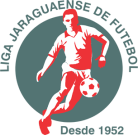 LIGA JARAGUAENSE DE FUTEBOL
Desde 1952